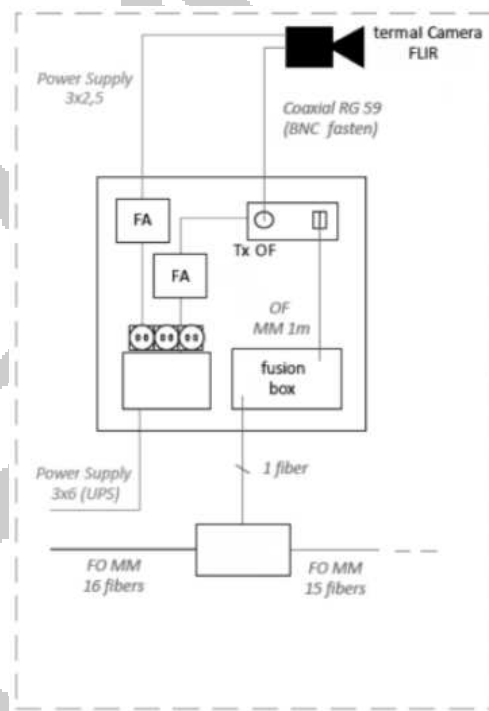 termal Camera
FLIR
Power Supply
3x2,5
Coaxial RG 59
(BNC fasten)
FA
Tx OF
FA
OF
MM 1m
fusion
box
Power Supply
3x6 (UPS)
1 fiber
FO MM
16 fibers
FO MM
15 fibers